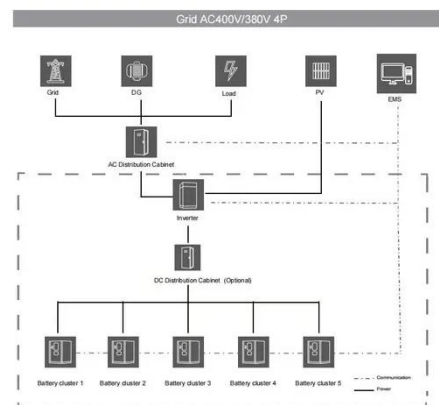 Grid AC400V/380V 4P
Grid
DG
Load
PV
EMS
AC Distribution Cabinet
Inverter
DC Distribution Cabinet (Optional)
Battery cluster 1
Battery cluster 2
Battery cluster 3
Battery cluster 4
Battery cluster 5
Communication
Power